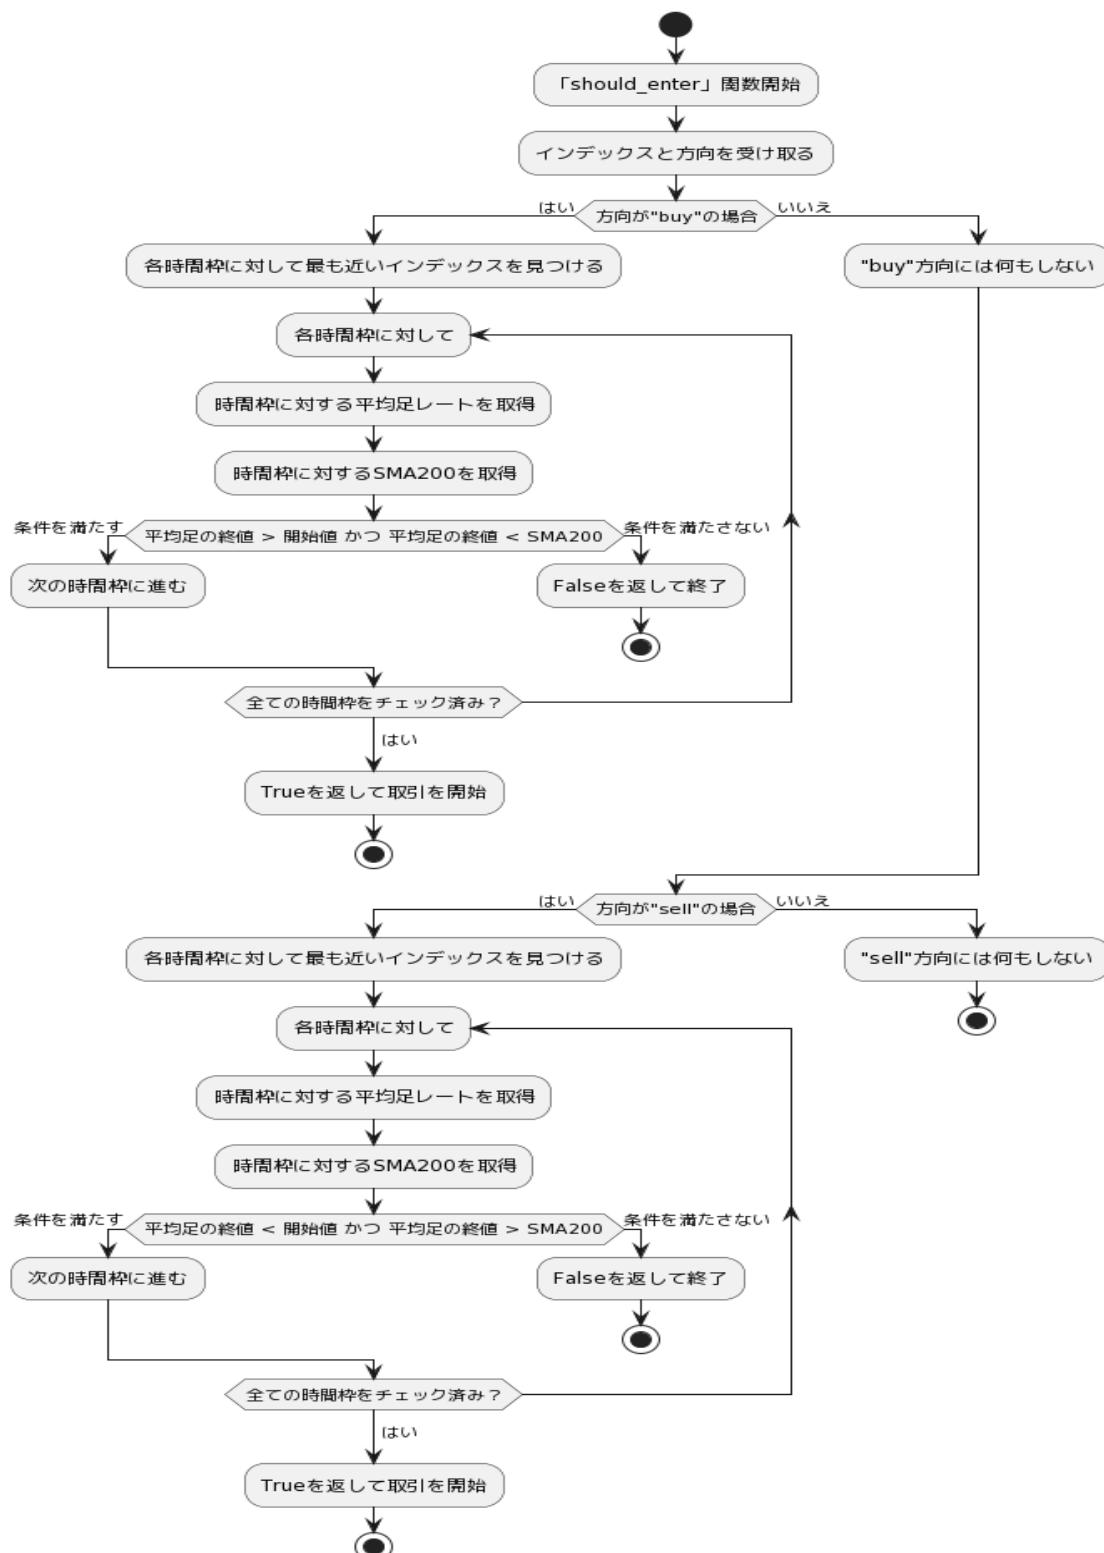 「should_enter」関数開始
インデックスと方向を受け取る
はい
方向が"buy"の場合
いいえ
各時間枠に対して最も近いインデックスを見つける
"buy"方向には何もしない
各時間枠に対して
時間枠に対する平均足レートを取得
時間枠に対するSMA200を取得
条件を満たす
平均足の終値 > 開始値 かつ 平均足の終値 < SMA200
条件を満たさない
次の時間枠に進む
Falseを返して終了
全ての時間枠をチェック済み？
はい
Trueを返して取引を開始
はい
方向が"sell"の場合
いいえ
各時間枠に対して最も近いインデックスを見つける
"sell"方向には何もしない
各時間枠に対して
時間枠に対する平均足レートを取得
時間枠に対するSMA200を取得
条件を満たす
平均足の終値 < 開始値 かつ 平均足の終値 > SMA200
条件を満たさない
次の時間枠に進む
Falseを返して終了
全ての時間枠をチェック済み？
はい
Trueを返して取引を開始